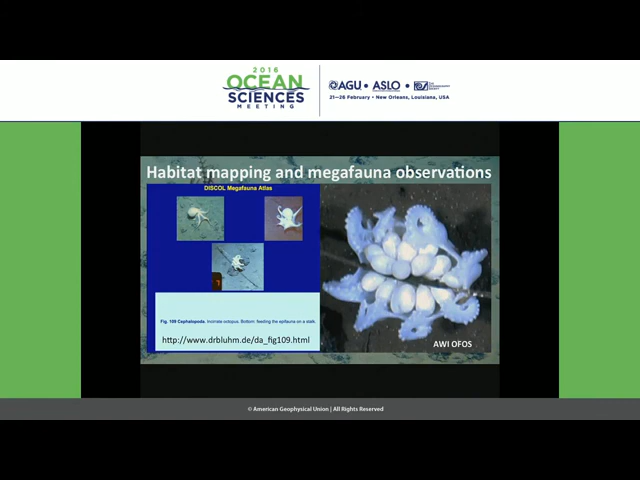 2016
OCEAN
SCIENCES
MEETING
AGU • ASLO •
21–26 February • New Orleans, Louisiana, USA
Habitat mapping and megafauna observations
DISCOL Megafauna Atlas
Fig. 109 Cephalopoda. Incirrate octopus. Bottom: feeding the epifauna on a stalk.
http://www.drbluhm.de/da_fig109.html
AWI OFOS
© American Geophysical Union | All Rights Reserved